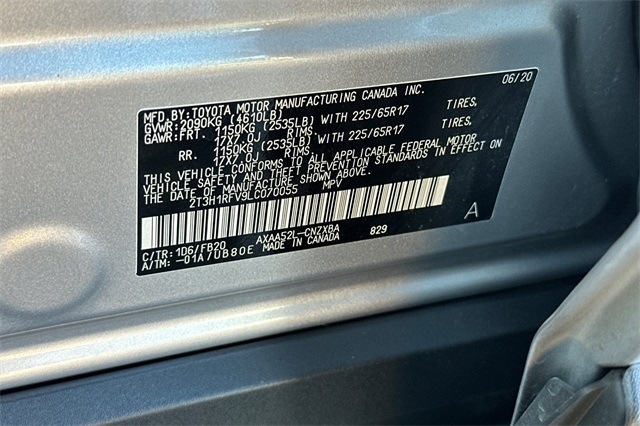 MFD.BY:TOYOTA MOTOR MANUFACTURING CANADA INC. 06/20
GVWR:2090KG (4610LB)
GAWR:FRT. 1150KG (2535LB) WITH 225/65R17 TIRES.
17X7.0J RIMS.
RR. 1150KG (2535LB) WITH 225/65R17 TIRES.
17X7.0J RIMS.
THIS VEHICLE CONFORMS TO ALL APPLICABLE FEDERAL MOTOR
VEHICLE SAFETY AND THEFT PREVENTION STANDARDS IN EFFECT ON
THE DATE OF MANUFACTURE SHOWN ABOVE.
2T3H1RFV9LC070055 MPV
A
C/TR:1D6/FB20 AXAA52L-CNZXBA 829
A/TM:-01A/UB80E MADE IN CANADA